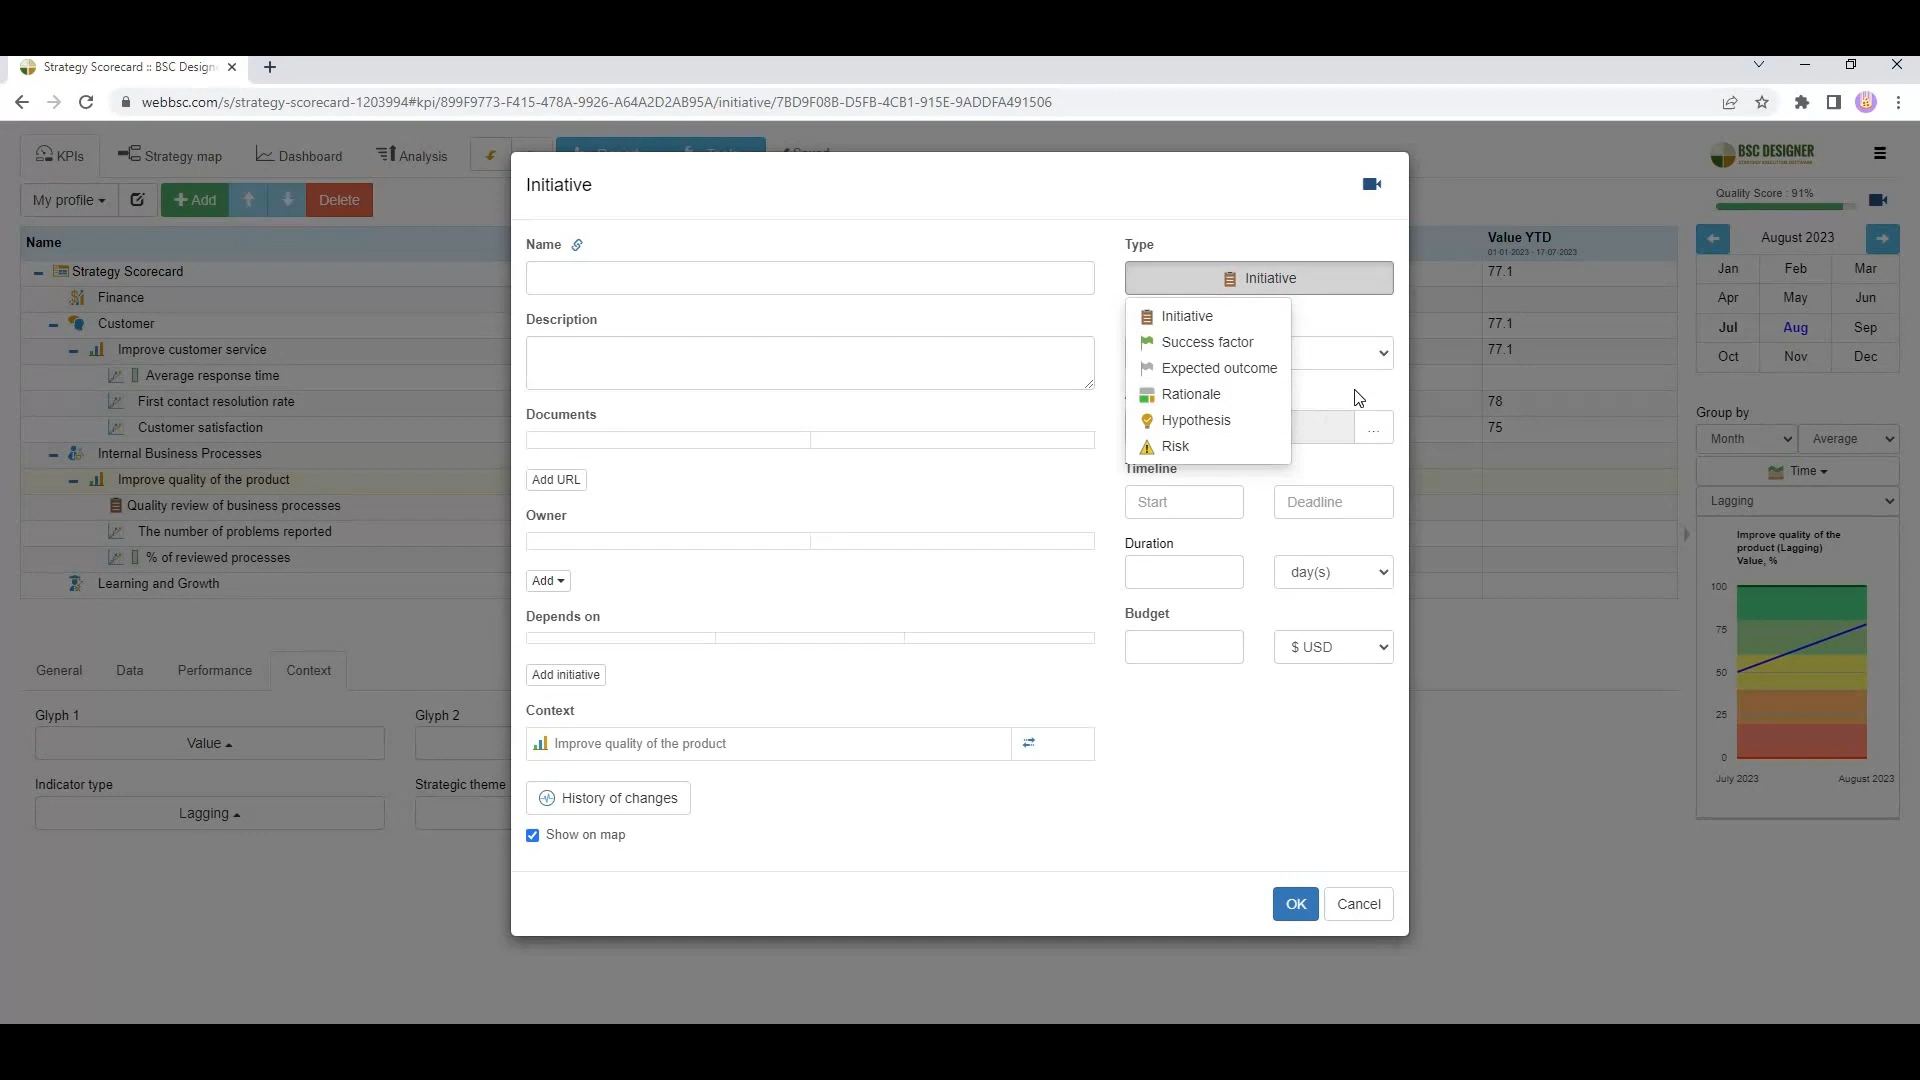 Strategy Scorecard :: BSC Design
webbsc.com/s/strategy-scorecard-1203994#kpi/899F9773-F415-478A-9926-A64A2D2AB95A/initiative/7BD9F08B-D5FB-4CB1-915E-9ADDFA491506
KPIs
Strategy map
Dashboard
Analysis
BSC DESIGNER
My profile
Add
Delete
Quality Score : 91%
Name
Strategy Scorecard
Finance
Customer
Improve customer service
Average response time
First contact resolution rate
Customer satisfaction
Internal Business Processes
Improve quality of the product
Quality review of business processes
The number of problems reported
% of reviewed processes
Learning and Growth
General
Data
Performance
Context
Glyph 1
Glyph 2
Value
Indicator type
Strategic theme
Lagging
Initiative
Name
Description
Documents
Add URL
Owner
Add
Depends on
Add initiative
Context
Improve quality of the product
History of changes
Show on map
Type
Initiative
Initiative
Success factor
Expected outcome
Rationale
Hypothesis
Risk
...
Timeline
Start
Deadline
Duration
day(s)
Budget
$ USD
OK
Cancel
Value YTD
01-01-2023 - 17-07-2023
77.1
77.1
77.1
78
75
August 2023
Jan
Feb
Mar
Apr
May
Jun
Jul
Aug
Sep
Oct
Nov
Dec
Group by
Month
Average
Time
Lagging
Improve quality of the
product (Lagging)
Value, %
100
75
50
25
0
July 2023
August 2023